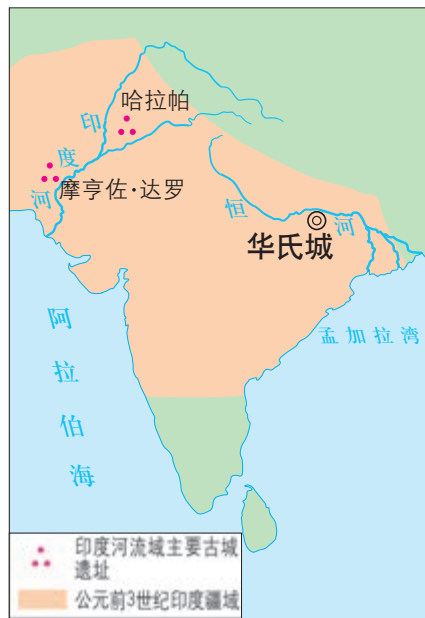 哈拉帕
印度河
摩亨佐·达罗
恒河
华氏城
孟加拉湾
阿拉伯海
印度河流域主要古城
遗址
公元前3世纪印度疆域